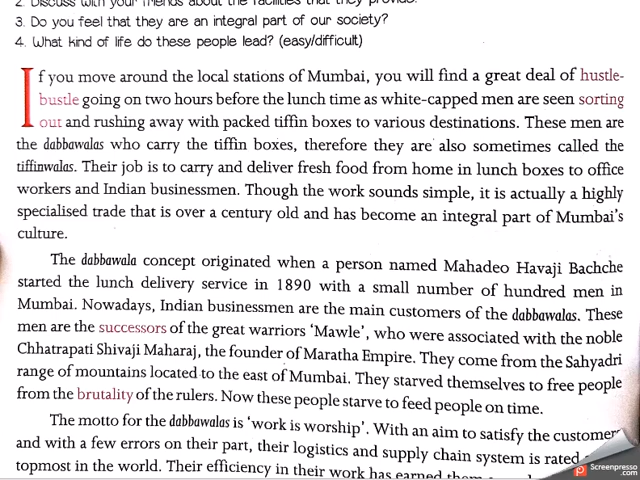 2. Discuss with your friends about the facilities that they provide.
3. Do you feel that they are an integral part of our society?
4. What kind of life do these people lead? (easy/difficult)
If you move around the local stations of Mumbai, you will find a great deal of hustle-
bustle going on two hours before the lunch time as white-capped men are seen sorting
out and rushing away with packed tiffin boxes to various destinations. These men are
the dabbawalas who carry the tiffin boxes, therefore they are also sometimes called the
tiffinwalas. Their job is to carry and deliver fresh food from home in lunch boxes to office
workers and Indian businessmen. Though the work sounds simple, it is actually a highly
specialised trade that is over a century old and has become an integral part of Mumbai's
culture.
The dabbawala concept originated when a person named Mahadeo Havaji Bachche
started the lunch delivery service in 1890 with a small number of hundred men in
Mumbai. Nowadays, Indian businessmen are the main customers of the dabbawalas. These
men are the successors of the great warriors 'Mawle', who were associated with the noble
Chhatrapati Shivaji Maharaj, the founder of Maratha Empire. They come from the Sahyadri
range of mountains located to the east of Mumbai. They starved themselves to free people
from the brutality of the rulers. Now these people starve to feed people on time.
The motto for the dabbawalas is 'work is worship'. With an aim to satisfy the customers
and with a few errors on their part, their logistics and supply chain system is rated
topmost in the world. Their efficiency in their work has earned them
Screenpresso
.com